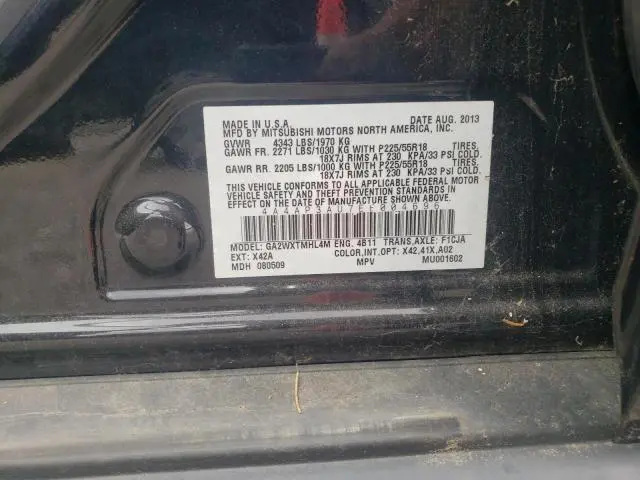 MADE IN U.S.A. DATE AUG. 2013
MFD BY MITSUBISHI MOTORS NORTH AMERICA, INC.
GVWR 4343 LBS/1970 KG
GAWR FR. 2271 LBS/1030 KG WITH P225/55R18 TIRES,
18X7J RIMS AT 230 KPA/33 PSI COLD.
GAWR RR. 2205 LBS/1000 KG WITH P225/55R18 TIRES,
18X7J RIMS AT 230 KPA/33 PSI COLD.
THIS VEHICLE CONFORMS TO ALL APPLICABLE FEDERAL MOTOR
VEHICLE SAFETY AND THEFT PREVENTION STANDARDS IN EFFECT
ON THE DATE OF MANUFACTURE SHOWN ABOVE.
4A4AP3AU7EE004696
MODEL: GA2WXTMHL4M ENG. 4B11 TRANS,AXLE: F1CJA
EXT: X42A COLOR,INT,OPT: X42,41X,A02
MDH 080509 MPV MU001602